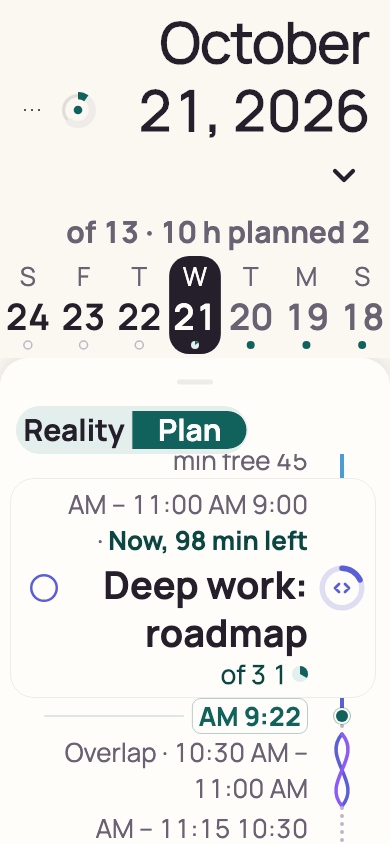 October
21, 2026
of 13 · 10 h planned 2
S F T W T M S
24 23 22 21 20 19 18
Reality Plan
min free 45
AM – 11:00 AM 9:00
· Now, 98 min left
Deep work:
roadmap
of 3 1
AM 9:22
Overlap · 10:30 AM –
11:00 AM
AM – 11:15 10:30